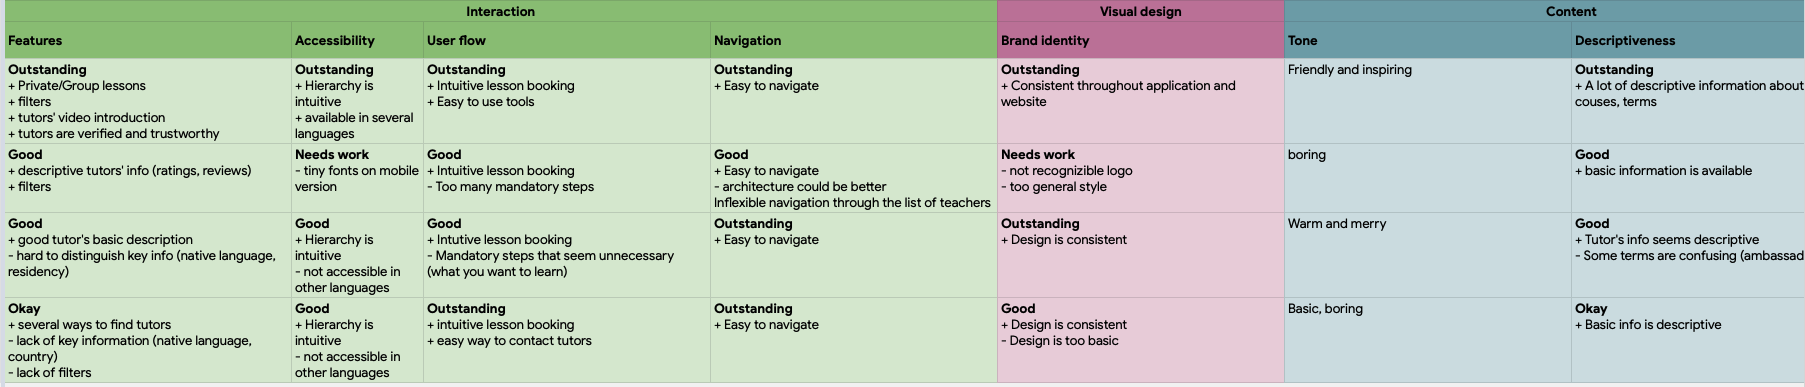 Interaction
Visual design
Content
Features
Accessibility
User flow
Navigation
Brand identity
Tone
Descriptiveness
Outstanding
+ Private/Group lessons
+ filters
+ tutors' video introduction
+ tutors are verified and trustworthy
Outstanding
+ Hierarchy is
intuitive
+ available in several
languages
Outstanding
+ Intuitive lesson booking
+ Easy to use tools
Outstanding
+ Easy to navigate
Outstanding
+ Consistent throughout application and
website
Friendly and inspiring
Outstanding
+ A lot of descriptive information about
couses, terms
Good
+ descriptive tutors' info (ratings, reviews)
+ filters
Needs work
- tiny fonts on mobile
version
Good
+ Intuitive lesson booking
- Too many mandatory steps
Good
+ Easy to navigate
- architecture could be better
Inflexible navigation through the list of teachers
Needs work
- not recognizible logo
- too general style
boring
Good
+ basic information is available
Good
+ good tutor's basic description
- hard to distinguish key info (native language,
residency)
Good
+ Hierarchy is
intuitive
- not accessible in
other languages
Good
+ Intutive lesson booking
- Mandatory steps that seem unnecessary
(what you want to learn)
Outstanding
+ Easy to navigate
Outstanding
+ Design is consistent
Warm and merry
Good
+ Tutor's info seems descriptive
- Some terms are confusing (ambassad
Okay
+ several ways to find tutors
- lack of key information (native language,
country)
- lack of filters
Good
+ Hierarchy is
intuitive
- not accessible in
other languages
Outstanding
+ intuitive lesson booking
+ easy way to contact tutors
Outstanding
+ Easy to navigate
Good
+ Design is consistent
- Design is too basic
Basic, boring
Okay
+ Basic info is descriptive